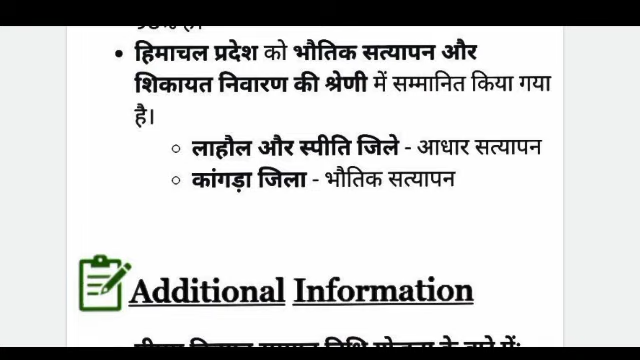 हिमाचल प्रदेश को भौतिक सत्यापन और
शिकायत निवारण की श्रेणी में सम्मानित किया गया
है।
लाहौल और स्पीति जिले - आधार सत्यापन
कांगड़ा जिला - भौतिक सत्यापन
Additional Information